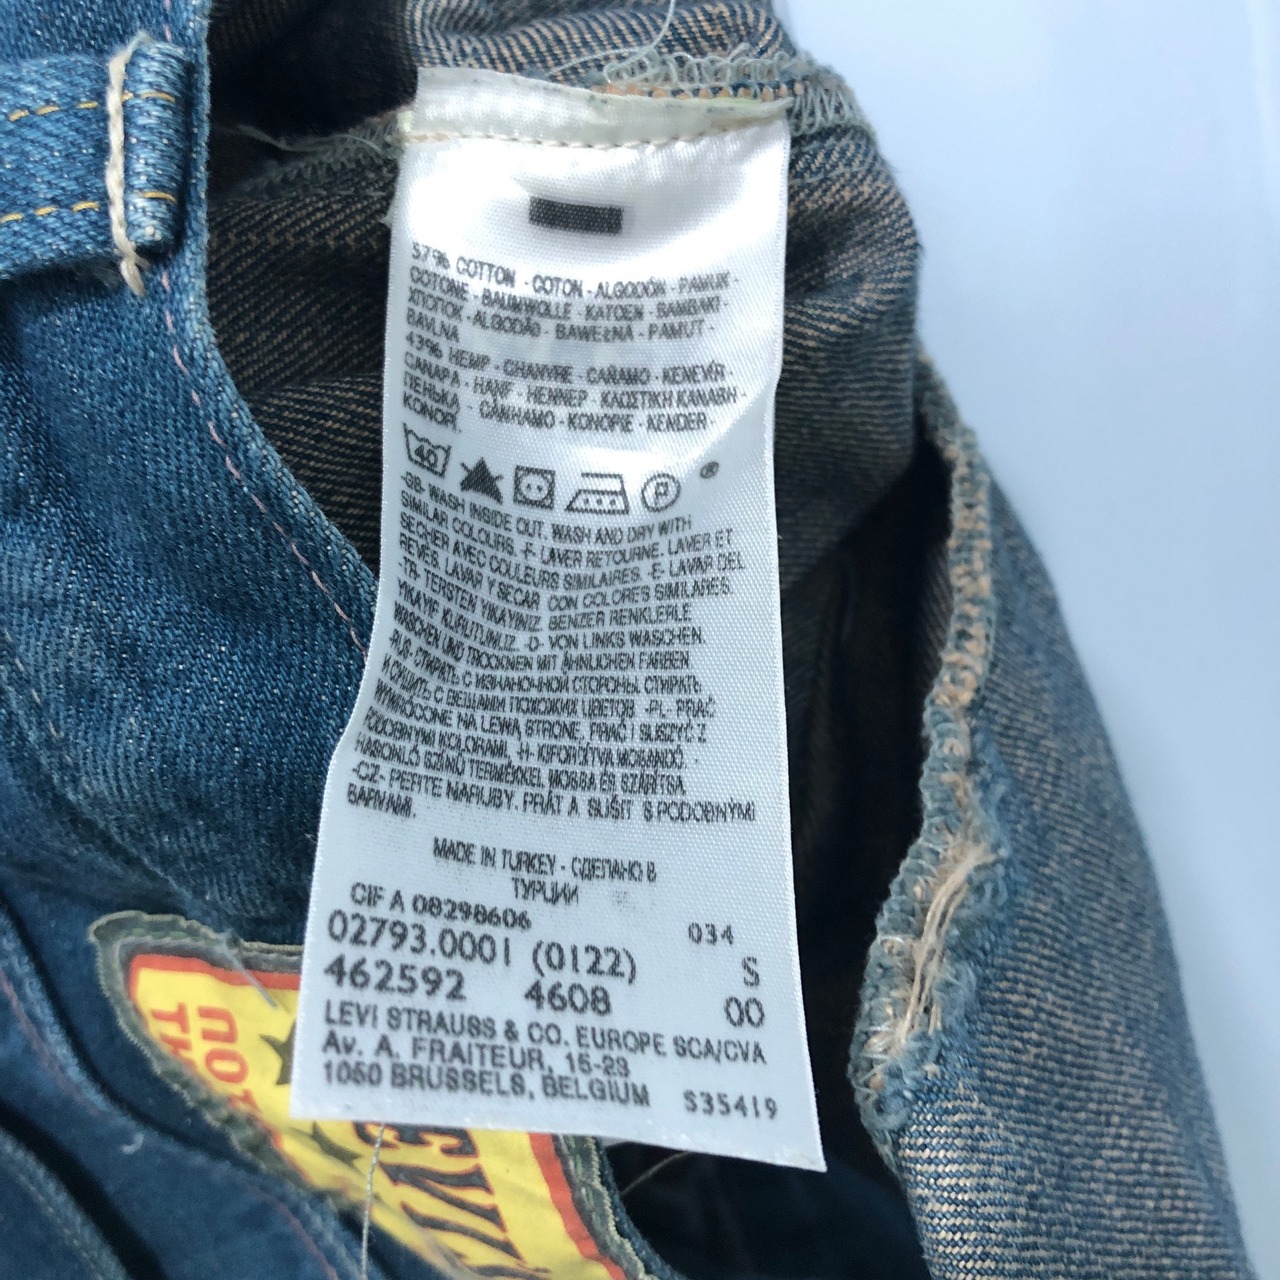 57% COTTON - COTON - ALGODÓN - PAMUK -
COTONE - BAUMWOLLE - KATOEN - ΒΑΜΒΑΚΙ -
ХЛОПОК - ALGODÃO - BAWEŁNA - PAMUT -
BAVLNA
43% HEMP - CHANVRE - CAÑAMO - KENEVİR -
CANAPA - HANF - HENNEP - ΚΛΩΣΤΙΚΗ ΚΑΝΑΒΗ -
ПЕНЬКА - CÂNHAMO - KONOPIE - KENDER -
KONOPI.
40
P
®
-GB- WASH INSIDE OUT. WASH AND DRY WITH
SIMILAR COLOURS. -F- LAVER RETOURNE. LAVER ET
SECHER AVEC COULEURS SIMILAIRES. -E- LAVAR DEL
REVES. LAVAR Y SECAR CON COLORES SIMILARES.
-TR- TERSTEN YIKAYINIZ. BENZER RENKLERLE
YIKAYIP KURUTUNUZ. -D- VON LINKS WASCHEN.
WASCHEN UND TROCKNEN MIT ÄHNLICHEN FARBEN.
-RUS- СТИРАТЬ С ИЗНАНОЧНОЙ СТОРОНЫ. СТИРАТЬ
И СУШИТЬ С ВЕЩАМИ ПОХОЖИХ ЦВЕТОВ. -PL- PRAĆ
WYWRÓCONE NA LEWĄ STRONE. PRAĆ I SUSZYĆ Z
PODOBNYMI KOLORAMI. -H- KIFORDÍTVA MOSANDÓ. -
HASONLÓ SZINŰ TERMÉKKEL MOSSA ÉS SZÁRÍTSA.
-CZ- PERTE NARUBY. PRÁT A SUŠIT S PODOBNÝMI
BARVAMI.
MADE IN TURKEY - СДЕЛАНО В
ТУРЦИИ
CIF A 08298606
034
02793.0001 (0122) S
462592 4608 00
LEVI STRAUSS & CO. EUROPE SCA/CVA
Av. A. FRAITEUR, 15-23
1050 BRUSSELS, BELGIUM S35419